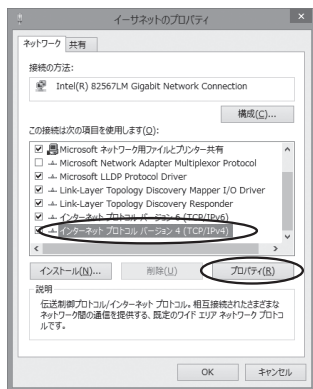 イーサネットのプロパティ
ネットワーク 共有
接続の方法:
Intel(R) 82567LM Gigabit Network Connection
構成(C)...
この接続は次の項目を使用します(O):
Microsoft ネットワーク用ファイルとプリンター共有
Microsoft Network Adapter Multiplexor Protocol
Microsoft LLDP Protocol Driver
Link-Layer Topology Discovery Mapper I/O Driver
Link-Layer Topology Discovery Responder
インターネット プロトコル バージョン 6 (TCP/IPv6)
インターネット プロトコル バージョン 4 (TCP/IPv4)
インストール(N)... 削除(U) プロパティ(R)
説明
伝送制御プロトコル/インターネット プロトコル。相互接続されたさまざまな
ネットワーク間の通信を提供する、既定のワイド エリア ネットワーク プロトコ
ルです。
OK キャンセル